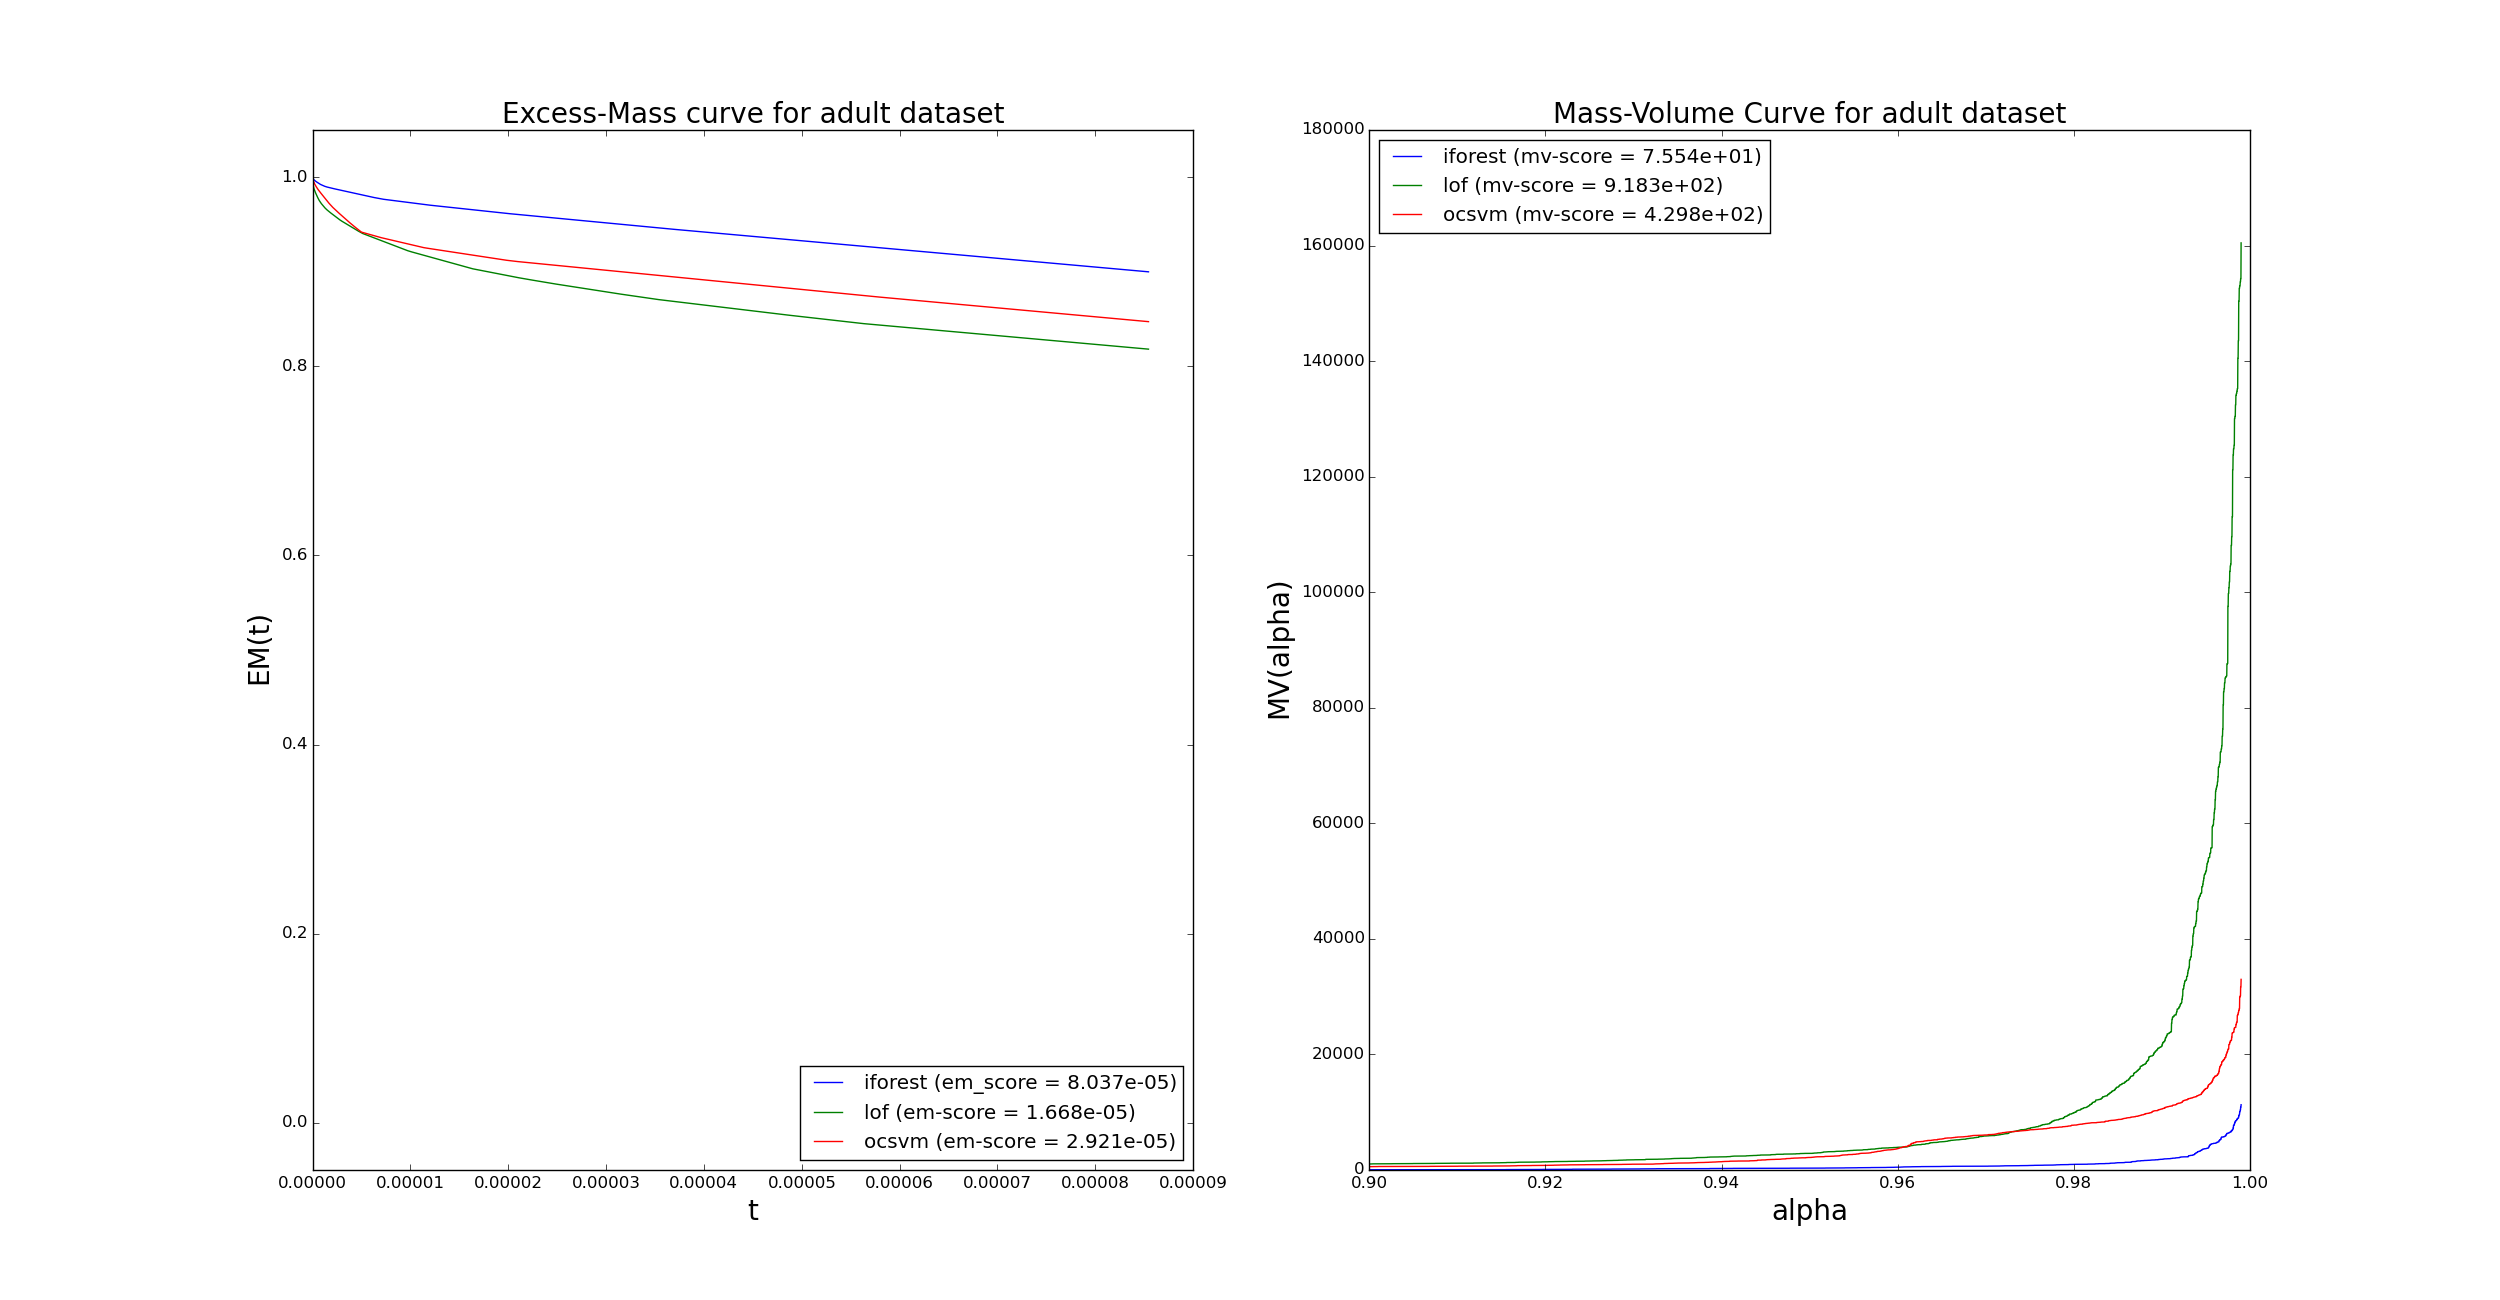 Excess-Mass curve for adult dataset
1.0
0.8
0.6
0.4
0.2
0.0
EM(t)
iforest (em_score = 8.037e-05)
lof (em-score = 1.668e-05)
ocsvm (em-score = 2.921e-05)
0.00000 0.00001 0.00002 0.00003 0.00004 0.00005 0.00006 0.00007 0.00008 0.00009
t
Mass-Volume Curve for adult dataset
180000
160000
140000
120000
100000
80000
60000
40000
20000
0
MV(alpha)
iforest (mv-score = 7.554e+01)
lof (mv-score = 9.183e+02)
ocsvm (mv-score = 4.298e+02)
0.90 0.92 0.94 0.96 0.98 1.00
alpha